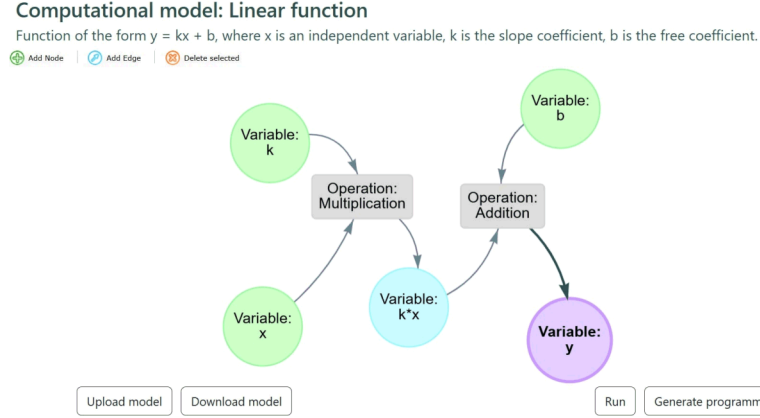 Computational model: Linear function
Function of the form y = kx + b, where x is an independent variable, k is the slope coefficient, b is the free coefficient.
Add Node
Add Edge
Delete selected
Variable:
b
Variable:
k
Operation:
Multiplication
Operation:
Addition
Variable:
k*x
Variable:
x
Variable:
y
Upload model
Download model
Run
Generate programm